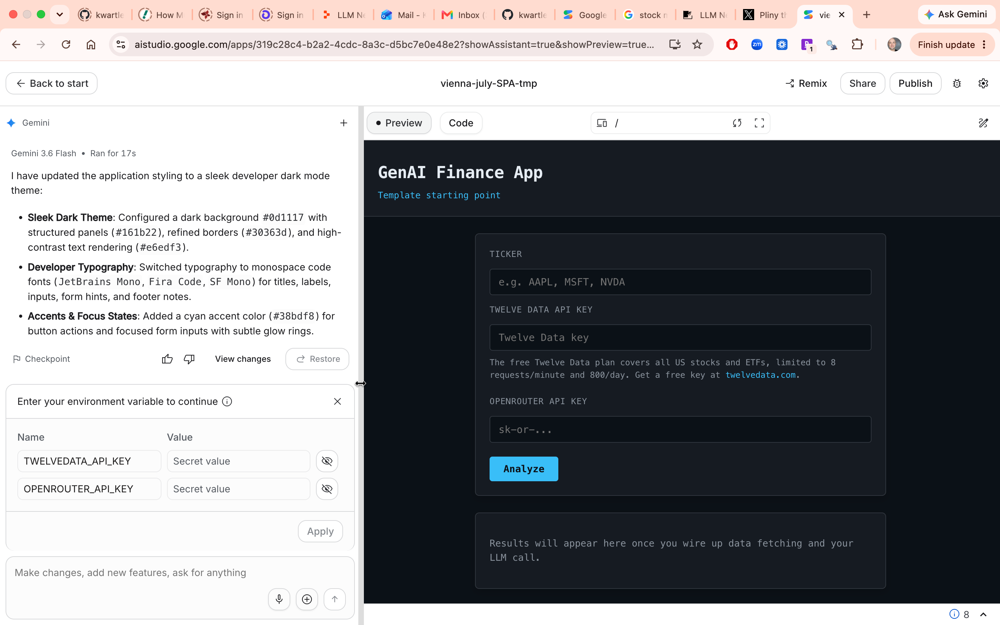 kwartle
How M
Sign in
Sign in
LLM Ne
Mail - K
Inbox (
kwartle
Google
stock n
LLM Ne
Pliny th
vie
Ask Gemini
aistudio.google.com/apps/319c28c4-b2a2-4cdc-8a3c-d5bc7e0e48e2?showAssistant=true&showPreview=true...
zm
1
Finish update
Back to start
vienna-july-SPA-tmp
Remix
Share
Publish
Gemini
Preview
Code
/
Gemini 3.6 Flash • Ran for 17s
I have updated the application styling to a sleek developer dark mode
theme:
• Sleek Dark Theme: Configured a dark background #0d1117 with
structured panels (#161b22), refined borders (#30363d), and high-
contrast text rendering (#e6edf3).
• Developer Typography: Switched typography to monospace code
fonts (JetBrains Mono, Fira Code, SF Mono) for titles, labels,
inputs, form hints, and footer notes.
• Accents & Focus States: Added a cyan accent color (#38bdf8) for
button actions and focused form inputs with subtle glow rings.
Checkpoint
View changes
Restore
Enter your environment variable to continue
Name
Value
TWELVEDATA_API_KEY
Secret value
OPENROUTER_API_KEY
Secret value
Apply
Make changes, add new features, ask for anything
GenAI Finance App
Template starting point
TICKER
e.g. AAPL, MSFT, NVDA
TWELVE DATA API KEY
Twelve Data key
The free Twelve Data plan covers all US stocks and ETFs, limited to 8
requests/minute and 800/day. Get a free key at twelvedata.com.
OPENROUTER API KEY
sk-or-...
Analyze
Results will appear here once you wire up data fetching and your
LLM call.
8